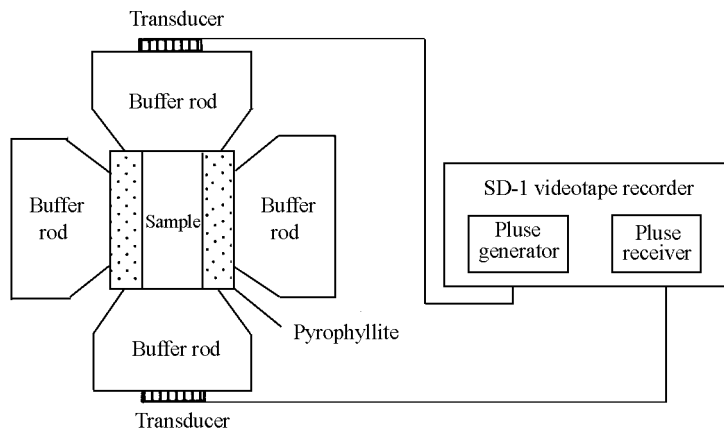 Transducer
Buffer rod
Buffer
rod
Sample
Buffer
rod
Pyrophyllite
Buffer rod
Transducer
SD-1 videotape recorder
Pluse
generator
Pluse
receiver